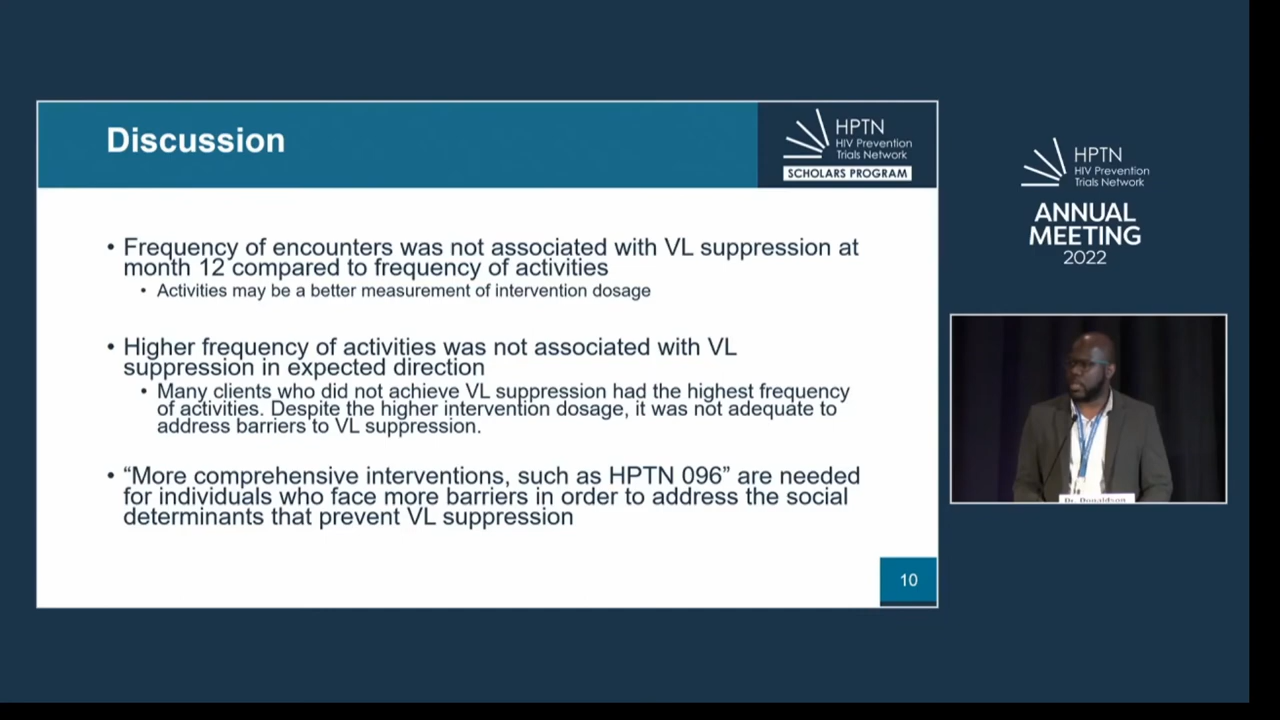 Discussion
HPTN
HIV Prevention
Trials Network
SCHOLARS PROGRAM
• Frequency of encounters was not associated with VL suppression at
month 12 compared to frequency of activities
• Activities may be a better measurement of intervention dosage
• Higher frequency of activities was not associated with VL
suppression in expected direction
• Many clients who did not achieve VL suppression had the highest frequency
of activities. Despite the higher intervention dosage, it was not adequate to
address barriers to VL suppression.
• “More comprehensive interventions, such as HPTN 096” are needed
for individuals who face more barriers in order to address the social
determinants that prevent VL suppression
10
HPTN
HIV Prevention
Trials Network
ANNUAL
MEETING
2022
Dr. Donaldson